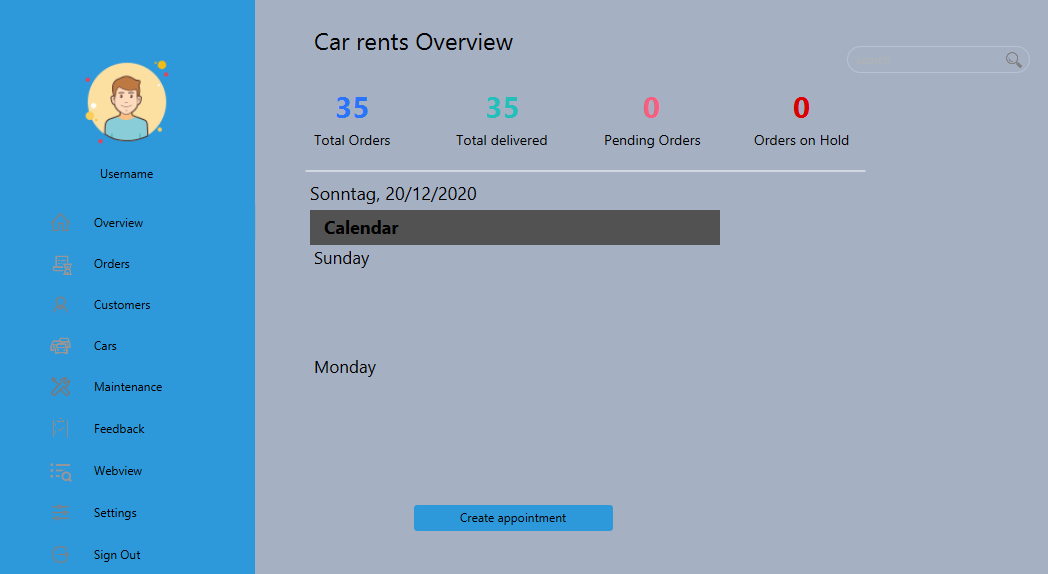 Car rents Overview
35
35
0
0
Total Orders
Total delivered
Pending Orders
Orders on Hold
Username
Sonntag, 20/12/2020
Overview
Calendar
Sunday
Orders
Customers
Cars
Monday
Maintenance
Feedback
Webview
Settings
Create appointment
Sign Out